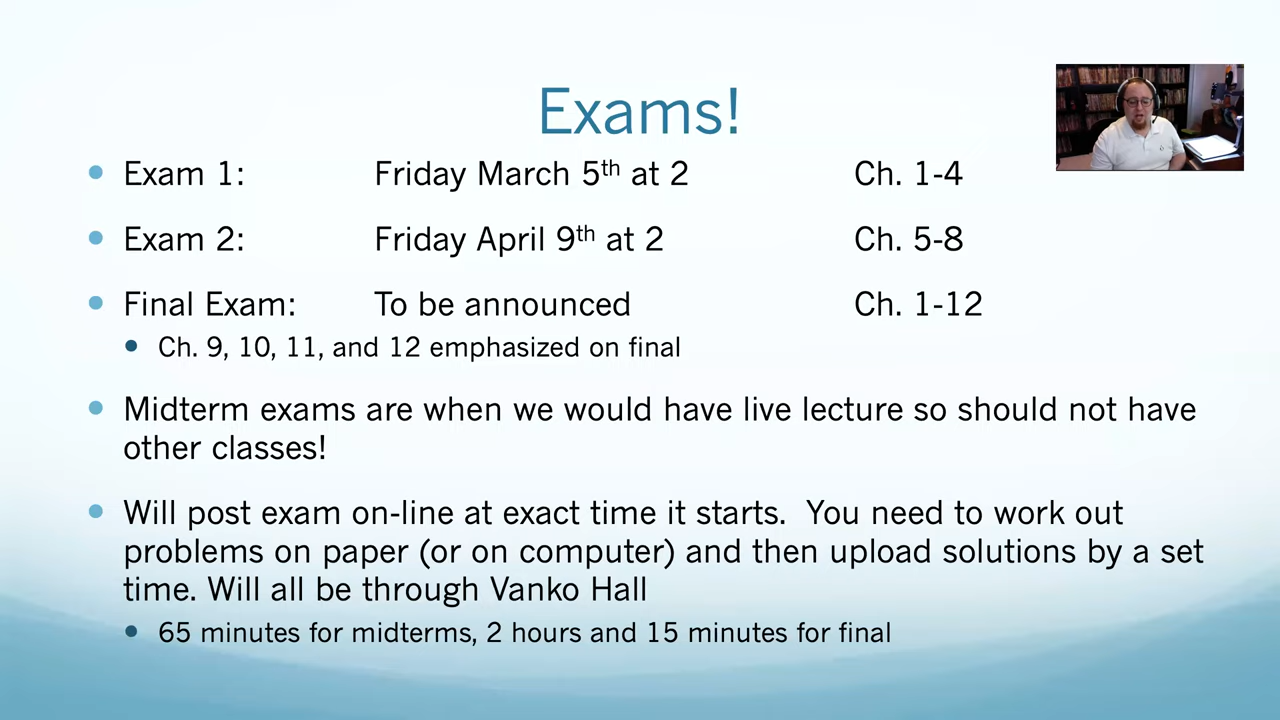 Exams!
Exam 1: Friday March 5th at 2 Ch. 1-4
Exam 2: Friday April 9th at 2 Ch. 5-8
Final Exam: To be announced Ch. 1-12
Ch. 9, 10, 11, and 12 emphasized on final
Midterm exams are when we would have live lecture so should not have
other classes!
Will post exam on-line at exact time it starts.  You need to work out
problems on paper (or on computer) and then upload solutions by a set
time. Will all be through Vanko Hall
65 minutes for midterms, 2 hours and 15 minutes for final